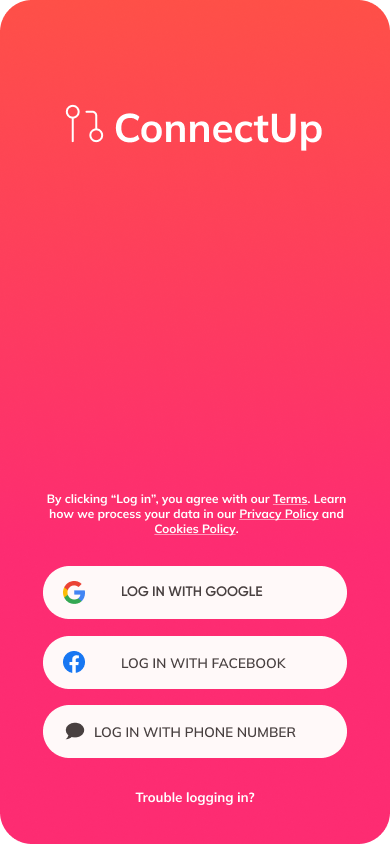 ConnectUp
By clicking “Log in”, you agree with our Terms. Learn
how we process your data in our Privacy Policy and
Cookies Policy.
LOG IN WITH GOOGLE
LOG IN WITH FACEBOOK
LOG IN WITH PHONE NUMBER
Trouble logging in?